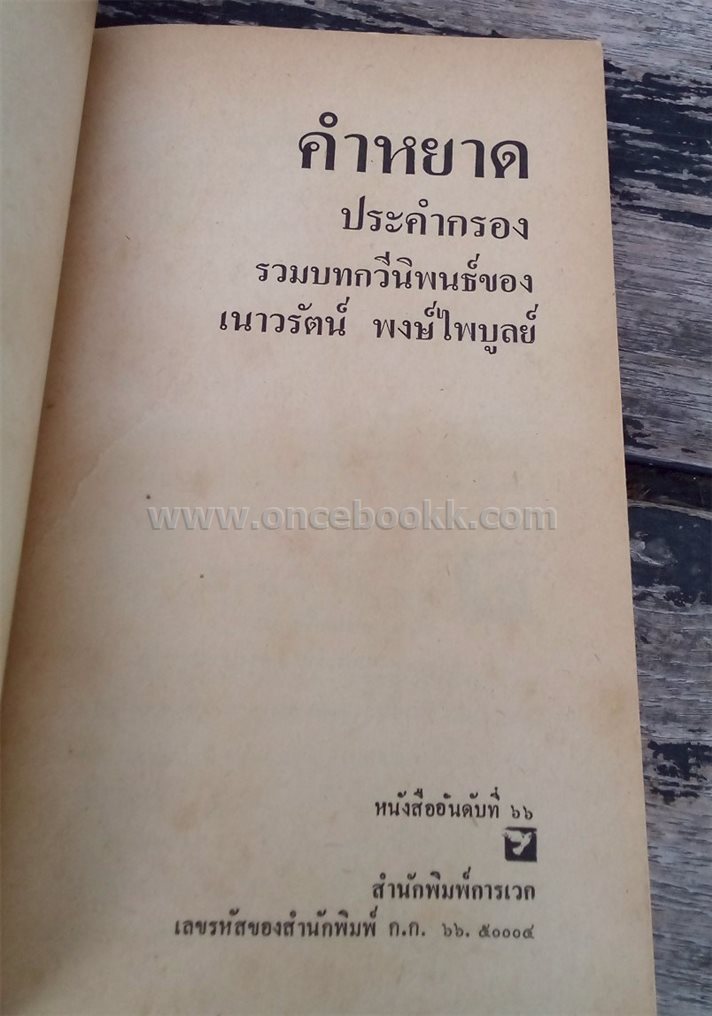 คำหยาด
ประคำกรอง
รวมบทกวีนิพนธ์ของ
เนาวรัตน์ พงษ์ไพบูลย์
www.oncebookk.com
หนังสืออันดับที่ ๖๖
สำนักพิมพ์การเวก
เลขรหัสของสำนักพิมพ์ ก.ก. ๖๖. ๕๐๐๐๔